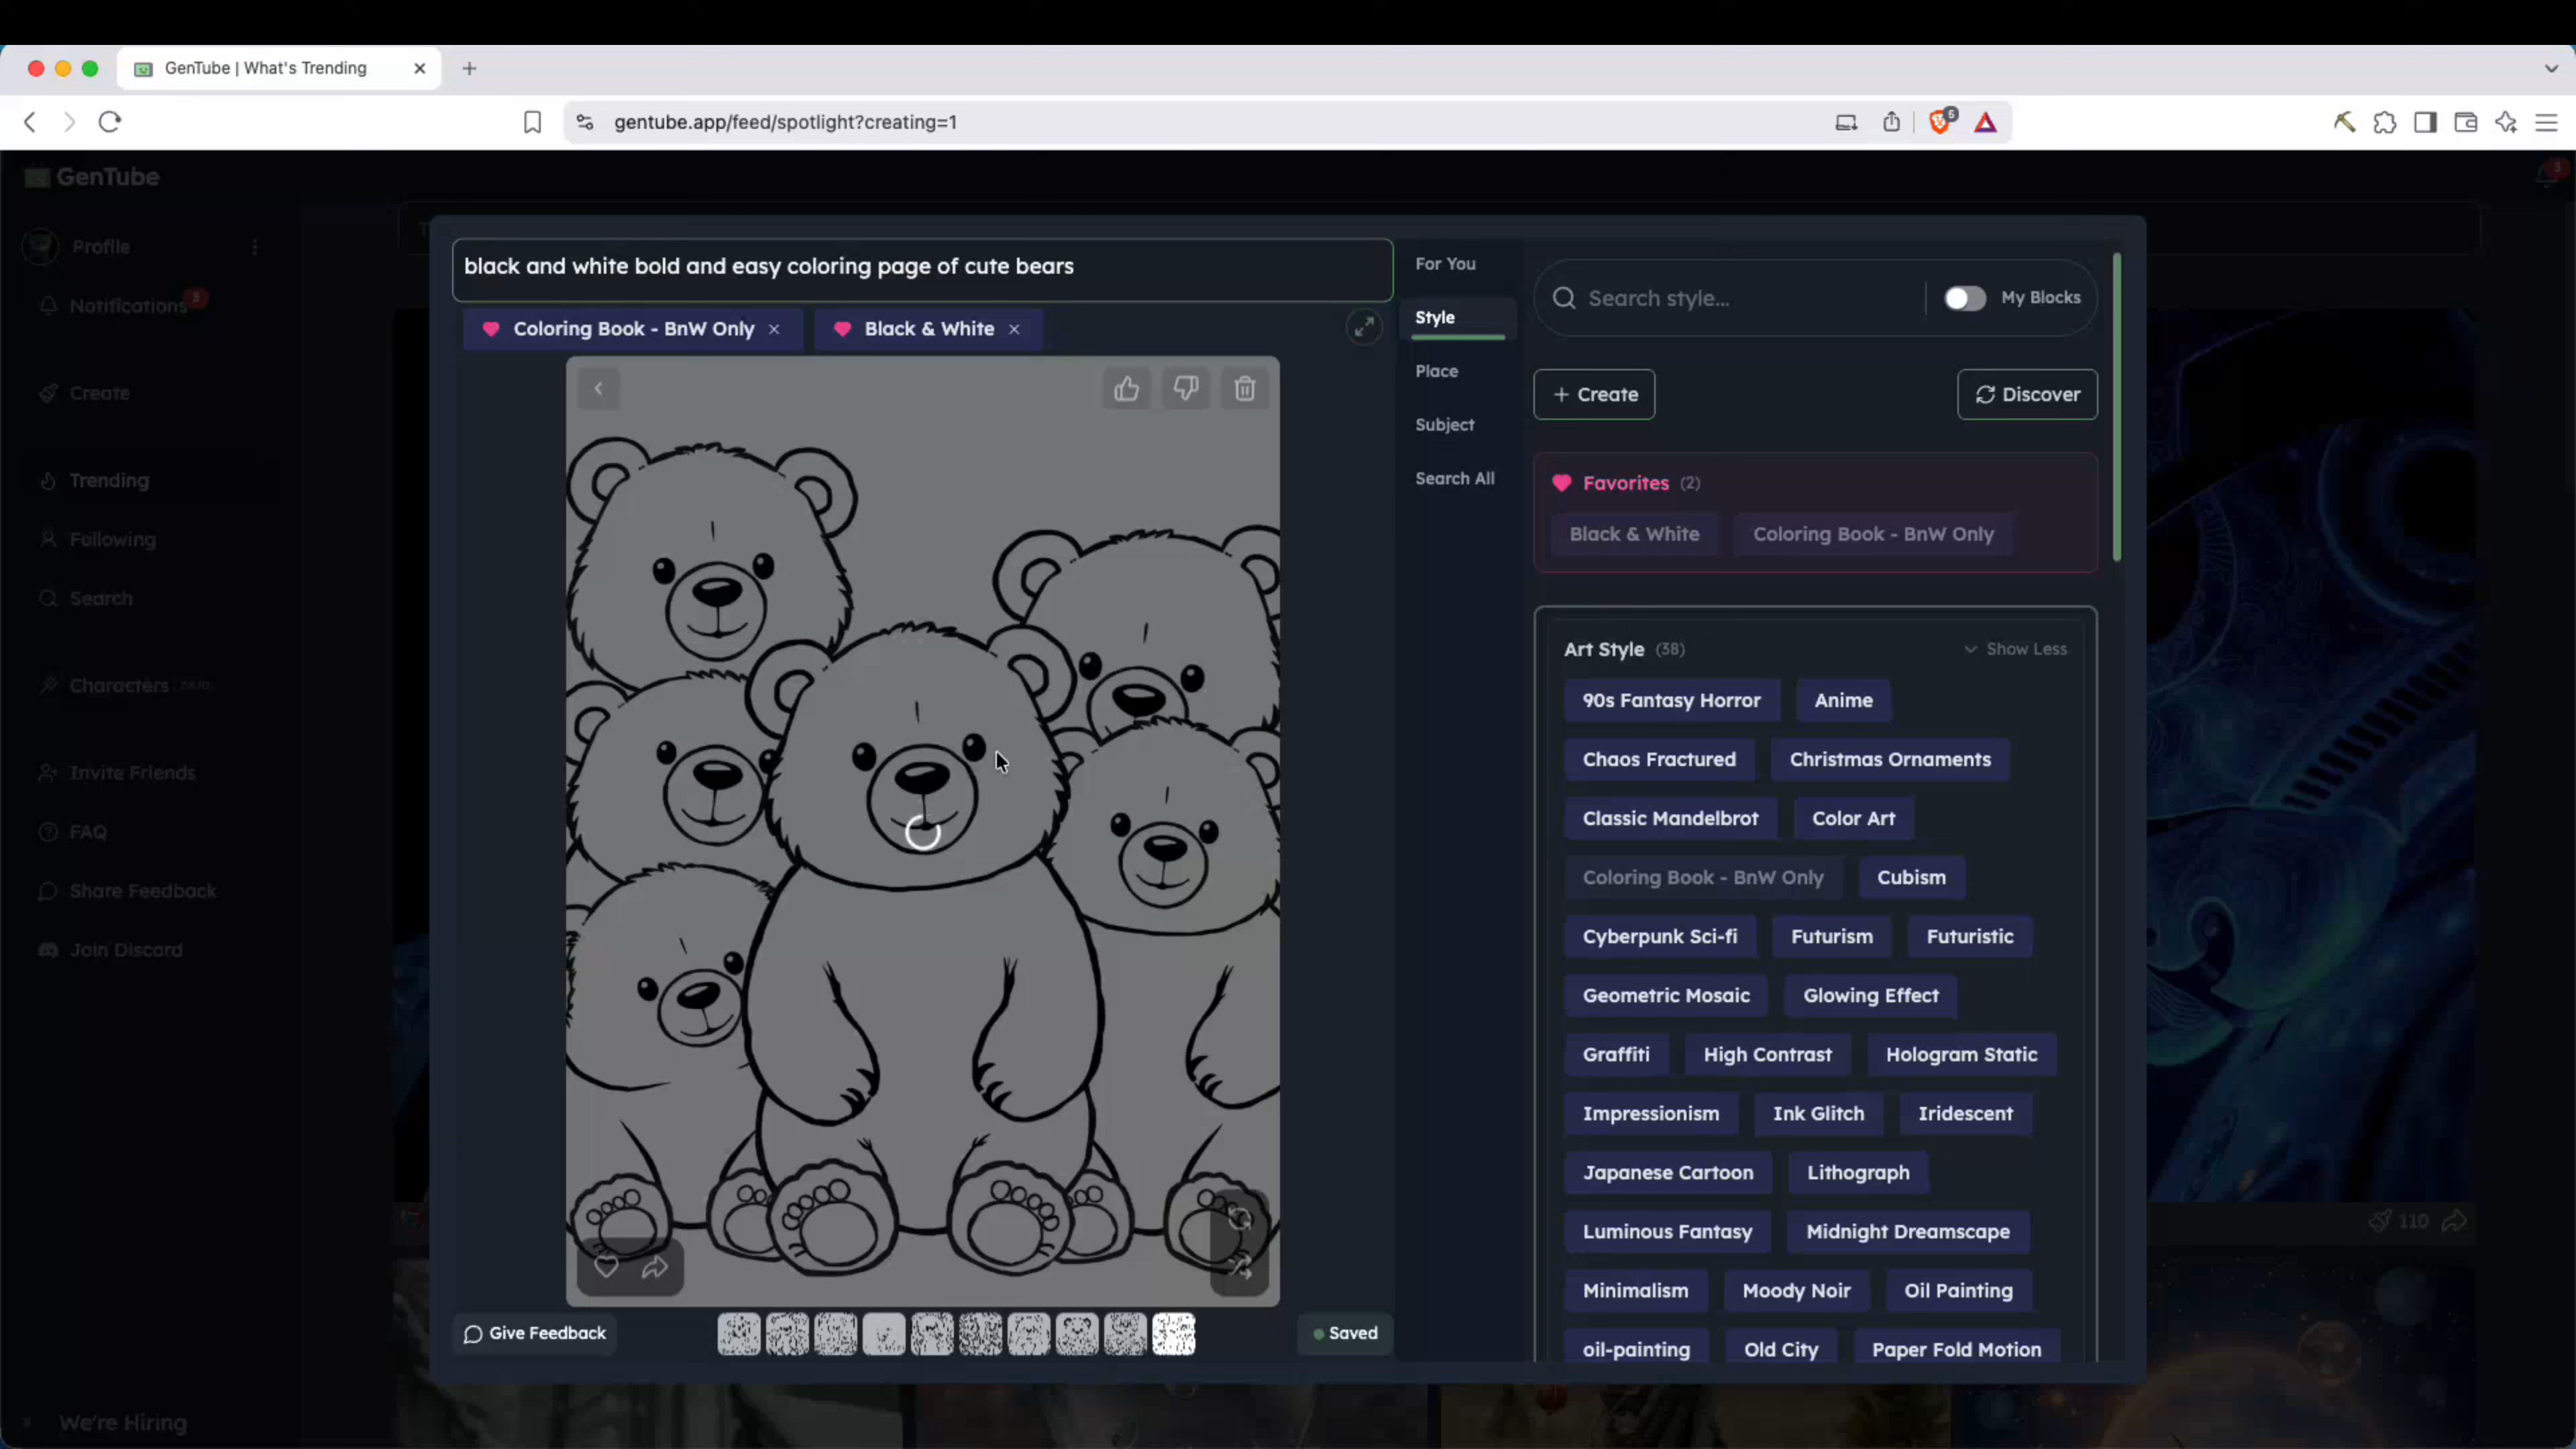 GenTube | What's Trending
gentube.app/feed/spotlight?creating=1
5
GenTube
3
Profile
Notifications
3
Create
Trending
Following
Search
Characters
Invite Friends
FAQ
Share Feedback
Join Discord
We're Hiring
black and white bold and easy coloring page of cute bears
Coloring Book - BnW Only
Black & White
Give Feedback
Saved
For You
Style
Place
Subject
Search All
Search style...
My Blocks
+ Create
Discover
Favorites (2)
Black & White
Coloring Book - BnW Only
Art Style (38)
Show Less
90s Fantasy Horror
Anime
Chaos Fractured
Christmas Ornaments
Classic Mandelbrot
Color Art
Coloring Book - BnW Only
Cubism
Cyberpunk Sci-fi
Futurism
Futuristic
Geometric Mosaic
Glowing Effect
Graffiti
High Contrast
Hologram Static
Impressionism
Ink Glitch
Iridescent
Japanese Cartoon
Lithograph
Luminous Fantasy
Midnight Dreamscape
Minimalism
Moody Noir
Oil Painting
oil-painting
Old City
Paper Fold Motion
110